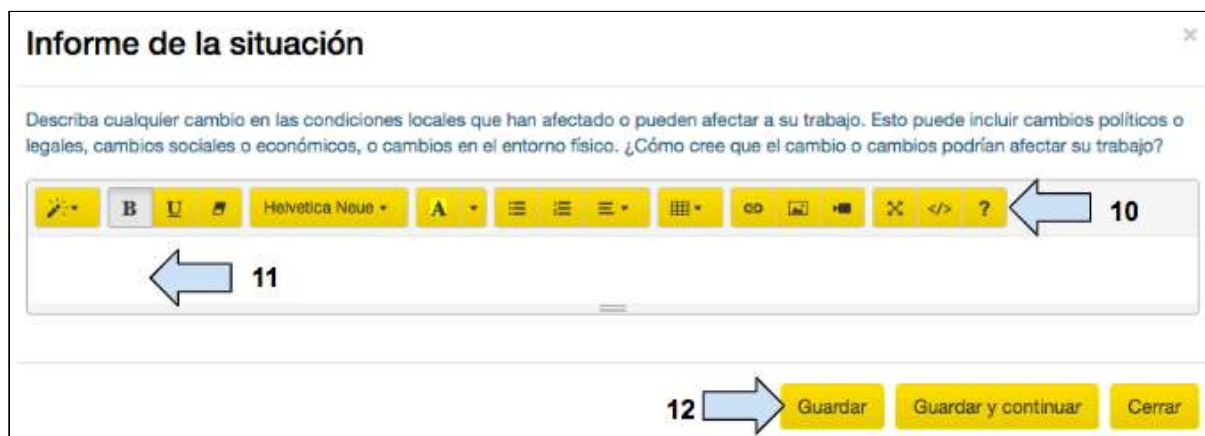 Informe de la situación
×
Describa cualquier cambio en las condiciones locales que han afectado o pueden afectar a su trabajo. Esto puede incluir cambios políticos o
legales, cambios sociales o económicos, o cambios en el entorno físico. ¿Cómo cree que el cambio o cambios podrían afectar su trabajo?
B U Helvetica Neue A </> ? 10
11
12 Guardar Guardar y continuar Cerrar